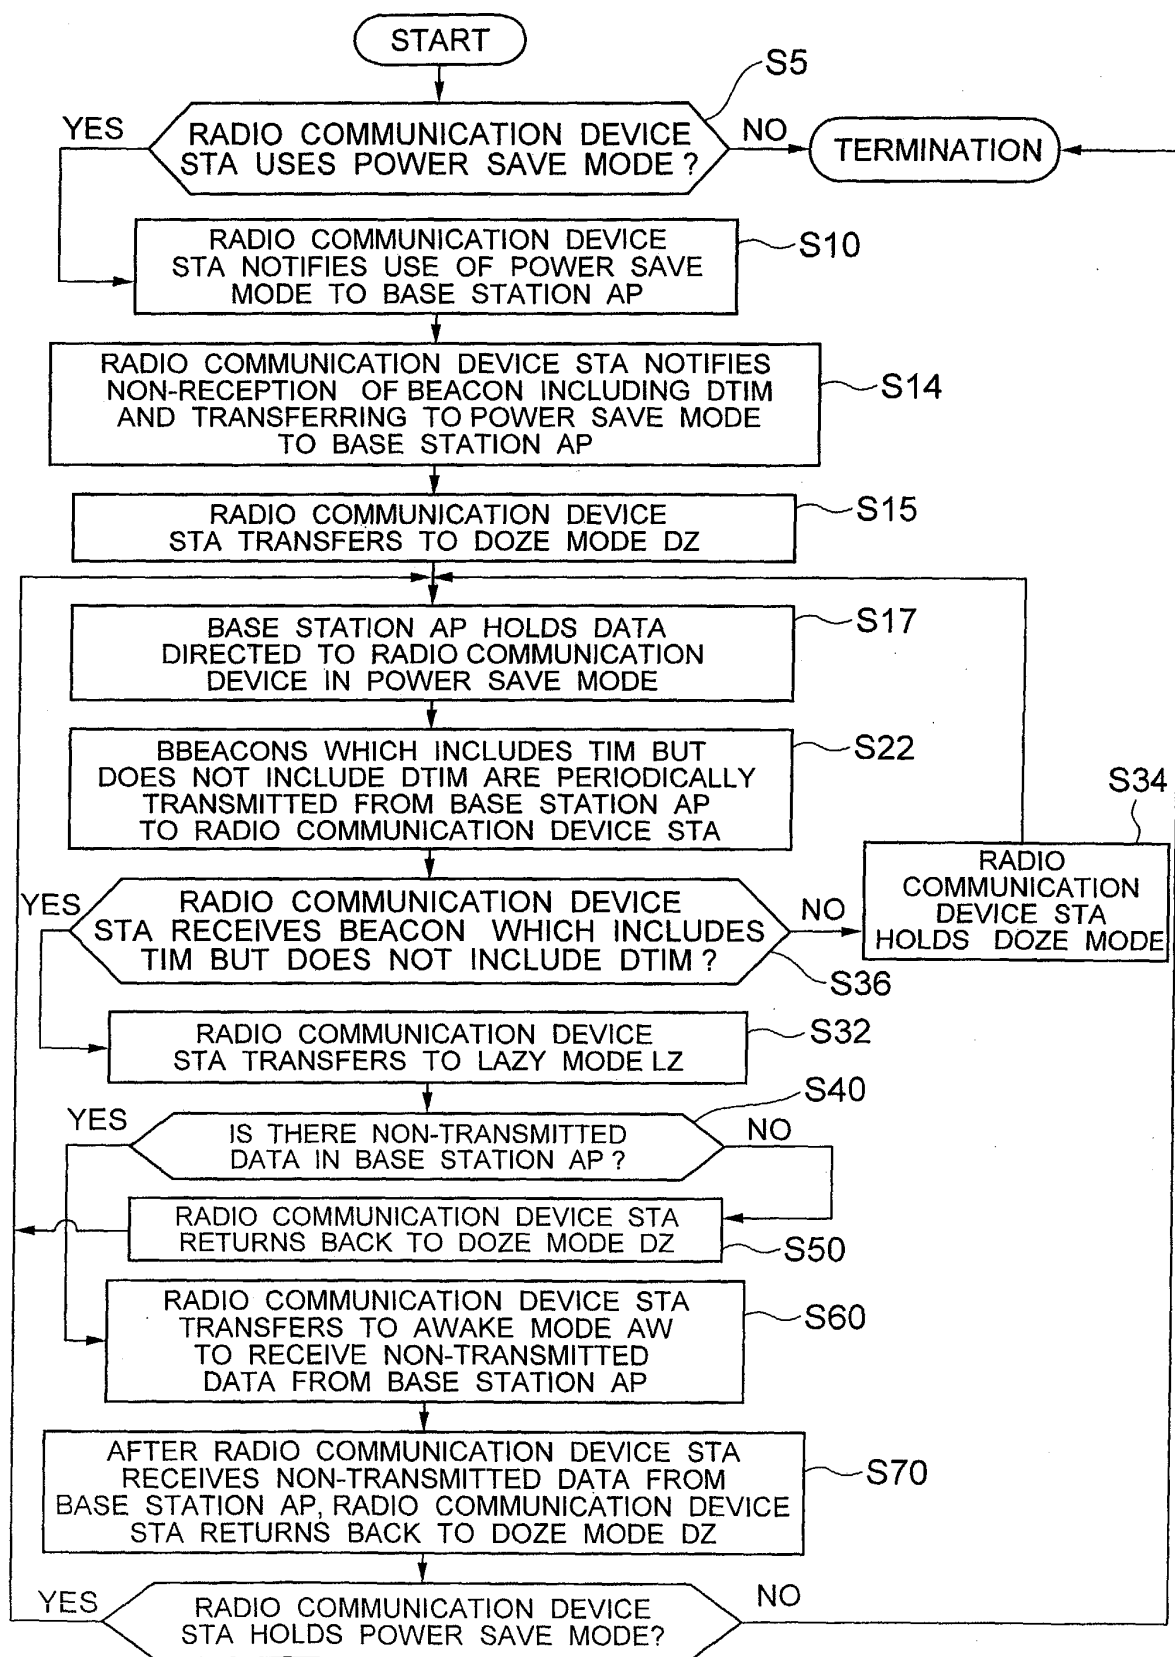 START
S5
YES
RADIO COMMUNICATION DEVICE
STA USES POWER SAVE MODE ?
NO
TERMINATION
RADIO COMMUNICATION DEVICE
STA NOTIFIES USE OF POWER SAVE
MODE TO BASE STATION AP
S10
RADIO COMMUNICATION DEVICE STA NOTIFIES
NON-RECEPTION OF BEACON INCLUDING DTIM
AND TRANSFERRING TO POWER SAVE MODE
TO BASE STATION AP
S14
RADIO COMMUNICATION DEVICE
STA TRANSFERS TO DOZE MODE DZ
S15
BASE STATION AP HOLDS DATA
DIRECTED TO RADIO COMMUNICATION
DEVICE IN POWER SAVE MODE
S17
BBEACONS WHICH INCLUDES TIM BUT
DOES NOT INCLUDE DTIM ARE PERIODICALLY
TRANSMITTED FROM BASE STATION AP
TO RADIO COMMUNICATION DEVICE STA
S22
S34
RADIO
COMMUNICATION
DEVICE STA
HOLDS DOZE MODE
YES
RADIO COMMUNICATION DEVICE
STA RECEIVES BEACON WHICH INCLUDES
TIM BUT DOES NOT INCLUDE DTIM ?
NO
S36
RADIO COMMUNICATION DEVICE
STA TRANSFERS TO LAZY MODE LZ
S32
S40
YES
IS THERE NON-TRANSMITTED
DATA IN BASE STATION AP ?
NO
RADIO COMMUNICATION DEVICE STA
RETURNS BACK TO DOZE MODE DZ
S50
RADIO COMMUNICATION DEVICE STA
TRANSFERS TO AWAKE MODE AW
TO RECEIVE NON-TRANSMITTED
DATA FROM BASE STATION AP
S60
AFTER RADIO COMMUNICATION DEVICE STA
RECEIVES NON-TRANSMITTED DATA FROM
BASE STATION AP, RADIO COMMUNICATION DEVICE
STA RETURNS BACK TO DOZE MODE DZ
S70
YES
RADIO COMMUNICATION DEVICE
STA HOLDS POWER SAVE MODE?
NO